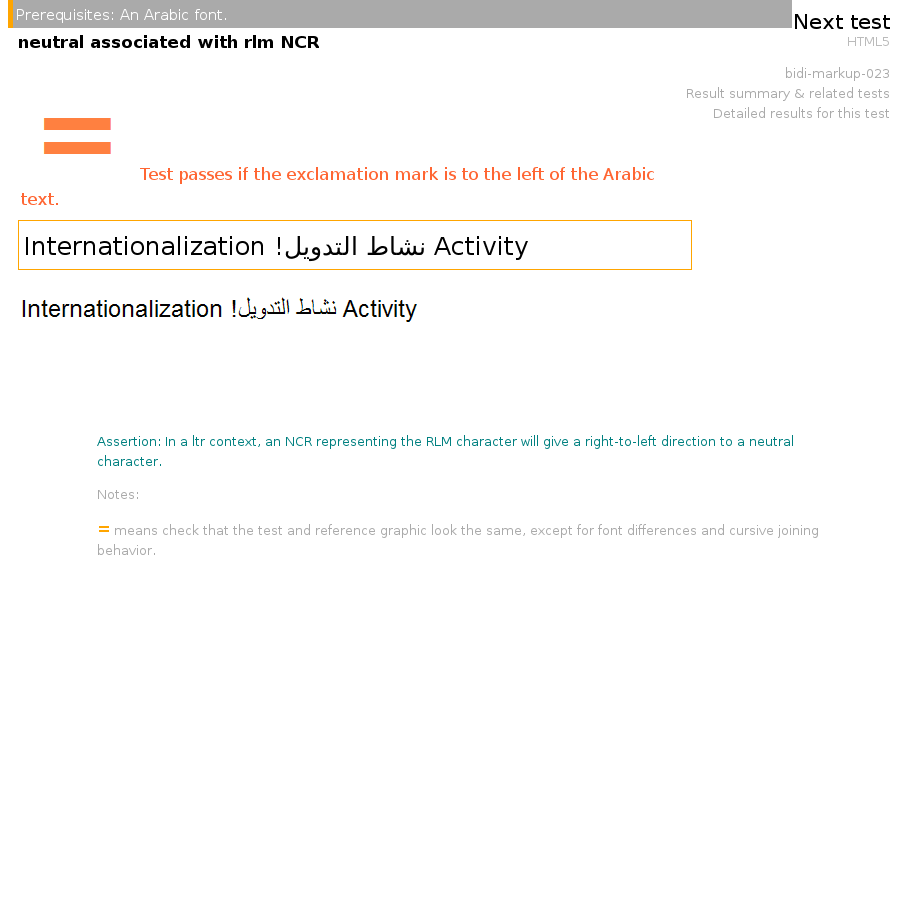 Prerequisites: An Arabic font.
Next test
neutral associated with rlm NCR
HTML5
bidi-markup-023
Result summary & related tests
Detailed results for this test
Test passes if the exclamation mark is to the left of the Arabic
text.
Internationalization نشاط التدويل!‏ Activity
Internationalization نشاط التدويل!‏ Activity
Assertion: In a ltr context, an NCR representing the RLM character will give a right-to-left direction to a neutral
character.
Notes:
= means check that the test and reference graphic look the same, except for font differences and cursive joining
behavior.